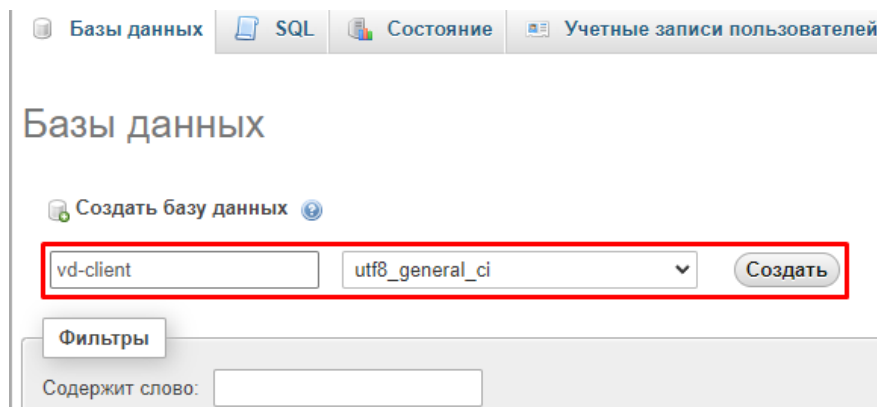 Базы данных SQL Состояние Учетные записи пользователей
Базы данных
Создать базу данных
vd-client utf8_general_ci Создать
Фильтры
Содержит слово: